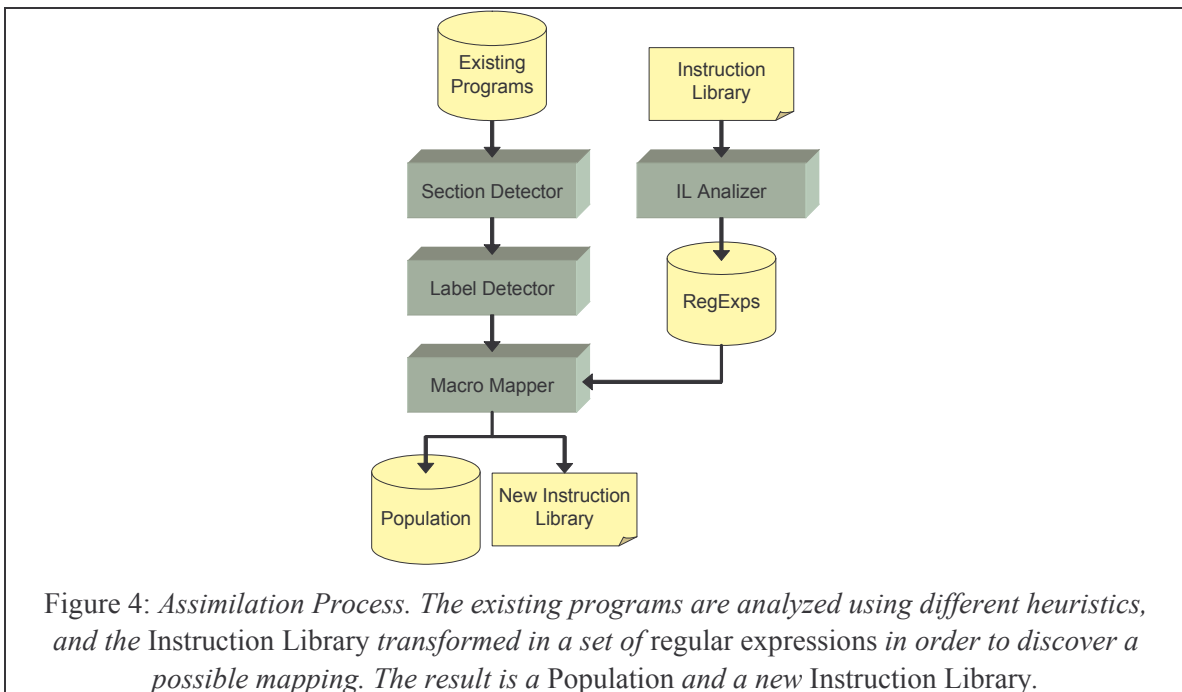 Existing
Programs
Instruction
Library
Section Detector
IL Analizer
Label Detector
RegExps
Macro Mapper
Population
New Instruction
Library
Figure 4: Assimilation Process. The existing programs are analyzed using different heuristics,
and the Instruction Library transformed in a set of regular expressions in order to discover a
possible mapping. The result is a Population and a new Instruction Library.